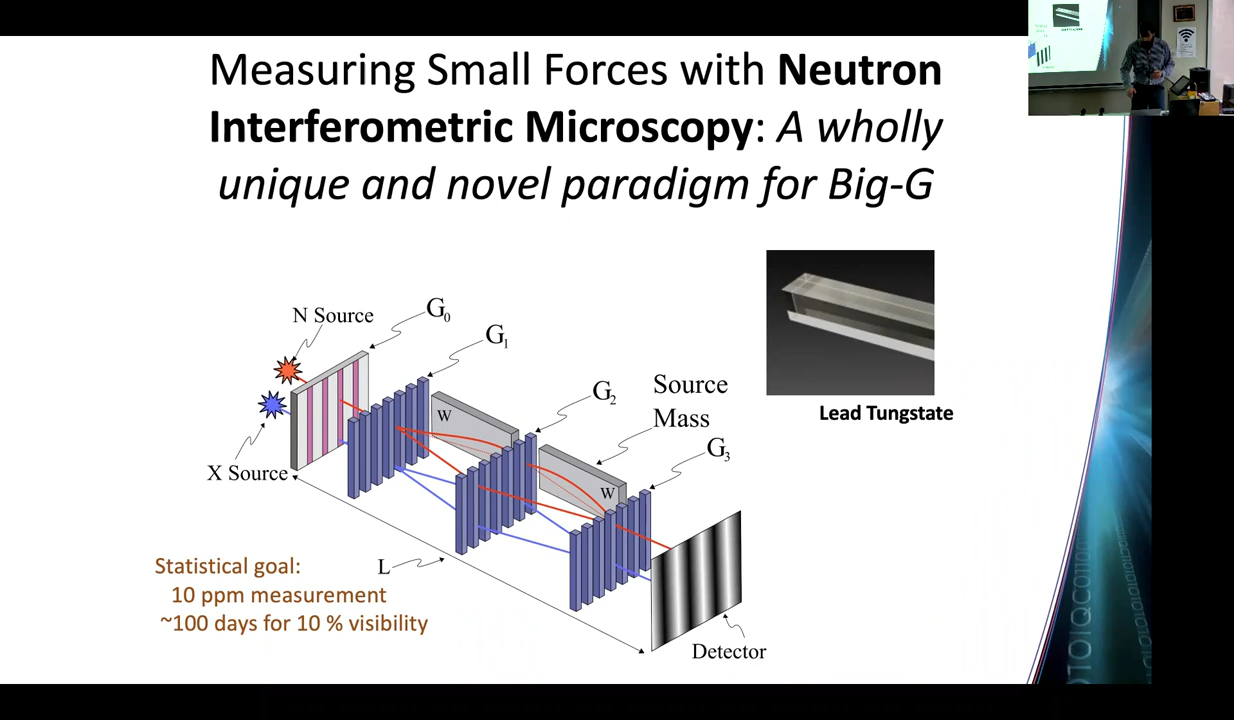 Measuring Small Forces with Neutron
Interferometric Microscopy: A wholly
unique and novel paradigm for Big-G
N Source
G0
G1
G2
Source
Mass
G3
W
W
X Source
L
Detector
Lead Tungstate
Statistical goal:
10 ppm measurement
~100 days for 10 % visibility